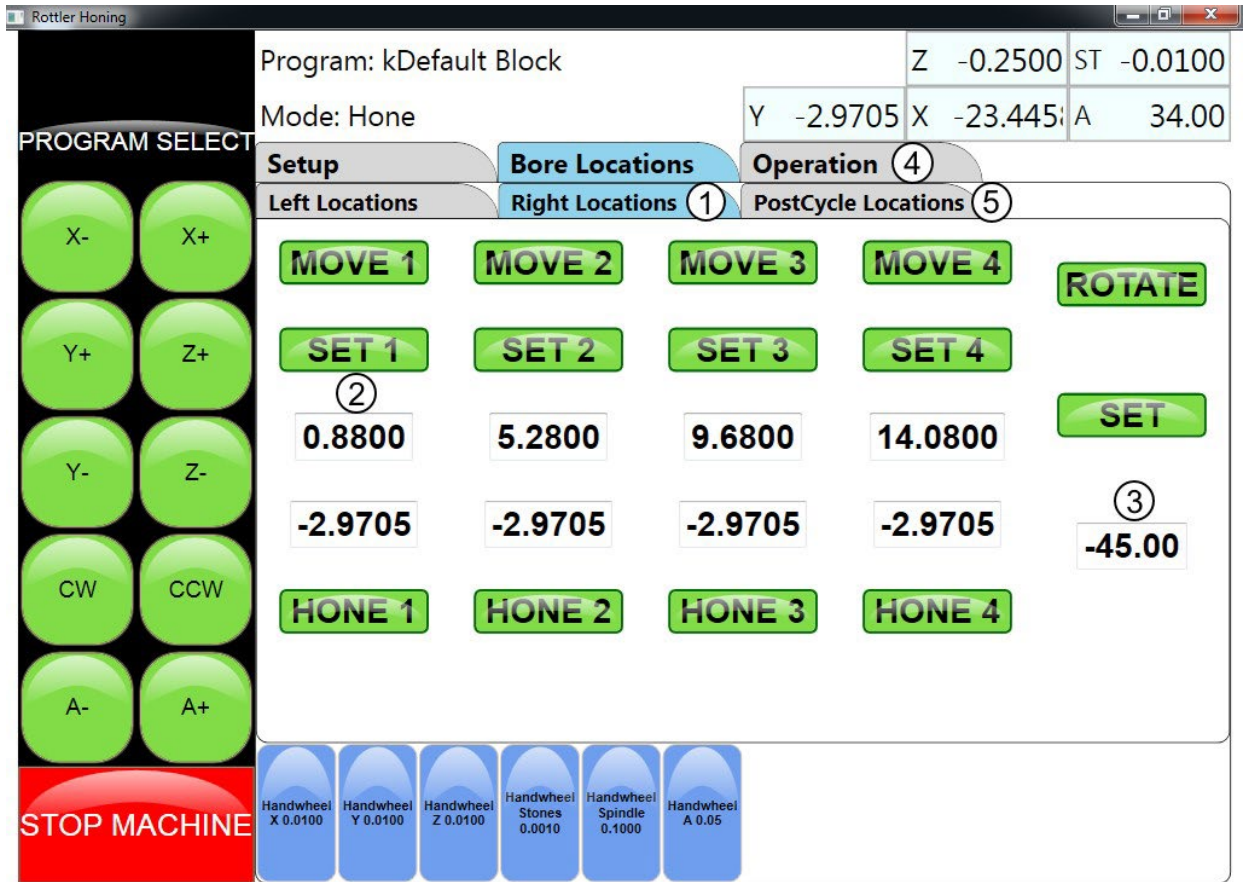 Rottler Honing
Program: kDefault Block
Z -0.2500 ST -0.0100
Mode: Hone
Y -2.9705 X -23.445 A 34.00
PROGRAM SELECT
Setup Bore Locations Operation 4
Left Locations Right Locations 1 PostCycle Locations 5
X- X+
MOVE 1 MOVE 2 MOVE 3 MOVE 4
ROTATE
Y+ Z+
SET 1 SET 2 SET 3 SET 4
2
SET
0.8800 5.2800 9.6800 14.0800
Y- Z-
3
-2.9705 -2.9705 -2.9705 -2.9705
-45.00
CW CCW
HONE 1 HONE 2 HONE 3 HONE 4
A- A+
STOP MACHINE
Handwheel
X 0.0100
Handwheel
Y 0.0100
Handwheel
Z 0.0100
Handwheel
Stones
0.0010
Handwheel
Spindle
0.1000
Handwheel
A 0.05